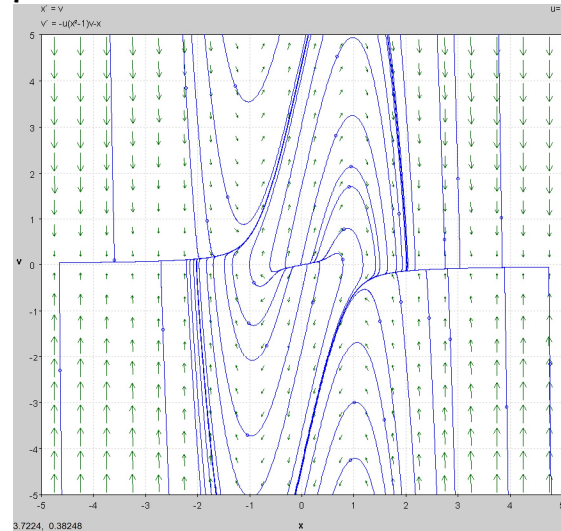 x' = v
v' = -u(x²-1)v-x
u=
5
4
3
2
1
v
0
-1
-2
-3
-4
-5
-5 -4 -3 -2 -1 0 1 2 3 4 5
3.7224, 0.38248
x